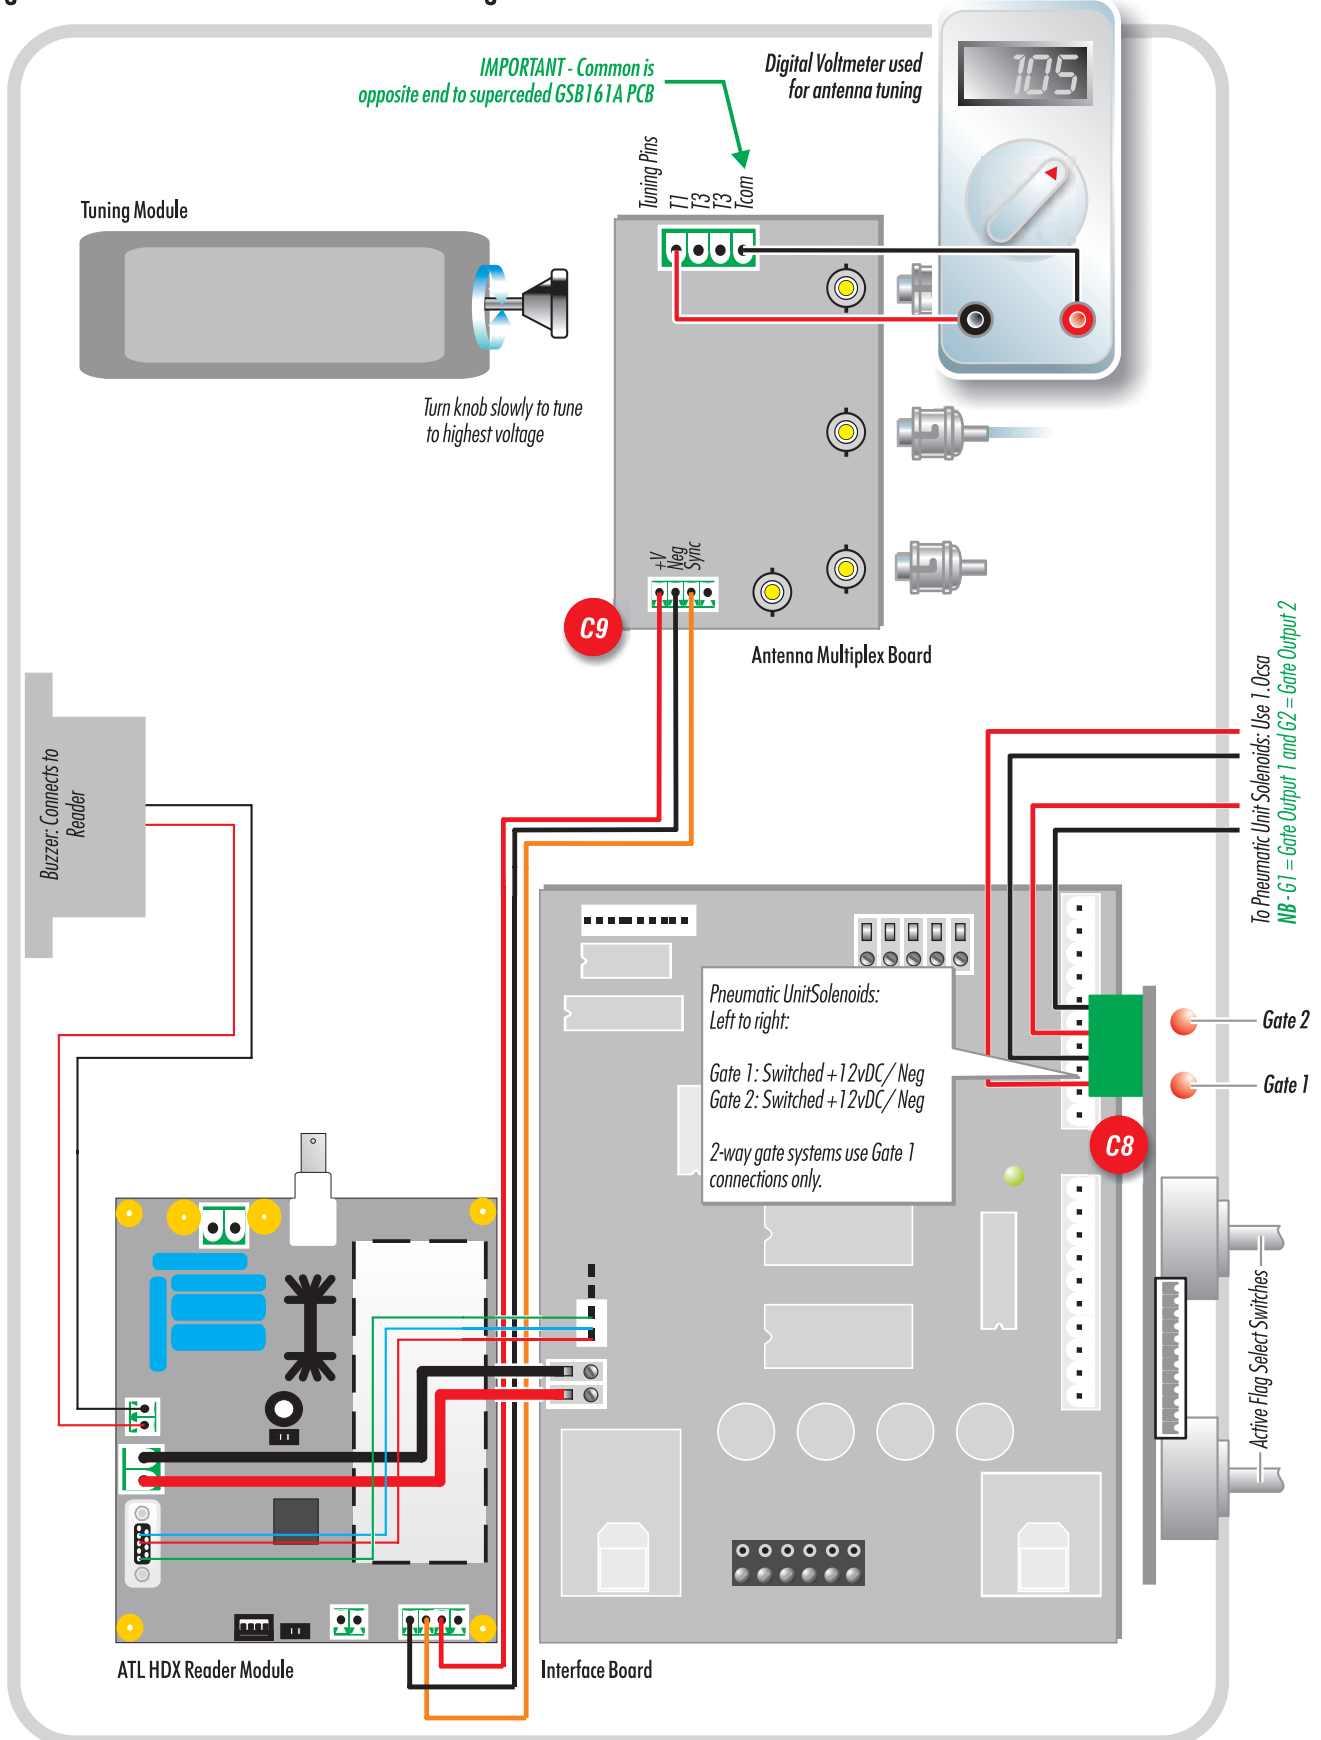 IMPORTANT - Common is
opposite end to superceded GSB161A PCB
Digital Voltmeter used
for antenna tuning
105
Tuning Pins
T1
T3
T3
Tcom
Tuning Module
Turn knob slowly to tune
to highest voltage
+V
Neg
Sync
C9
Antenna Multiplex Board
To Pneumatic Unit Solenoids: Use 1.0csa
NB - G1 = Gate Output 1 and G2 = Gate Output 2
Buzzer: Connects to
Reader
Pneumatic UnitSolenoids:
Left to right:
Gate 1: Switched +12vDC/ Neg
Gate 2: Switched +12vDC/ Neg
2-way gate systems use Gate 1
connections only.
Gate 2
Gate 1
C8
Active Flag Select Switches
ATL HDX Reader Module
Interface Board